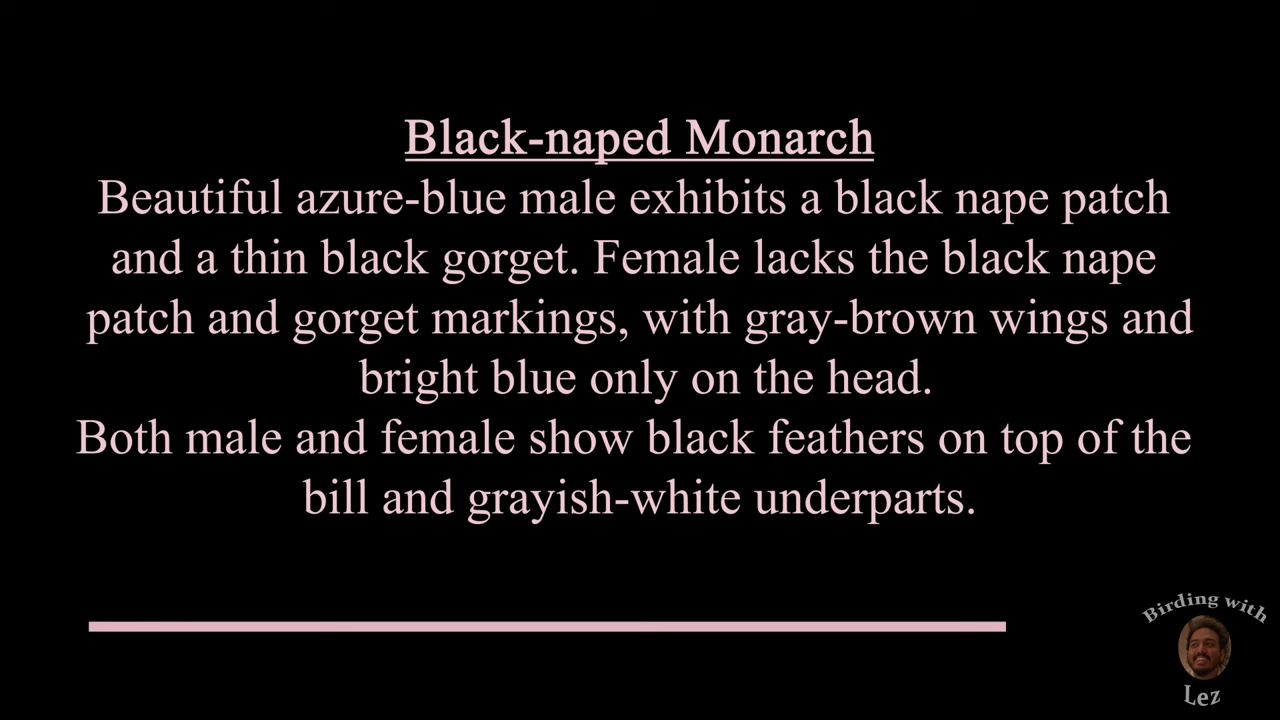 Black-naped Monarch
Beautiful azure-blue male exhibits a black nape patch
and a thin black gorget. Female lacks the black nape
patch and gorget markings, with gray-brown wings and
bright blue only on the head.
Both male and female show black feathers on top of the
bill and grayish-white underparts.
Birding with
Lez